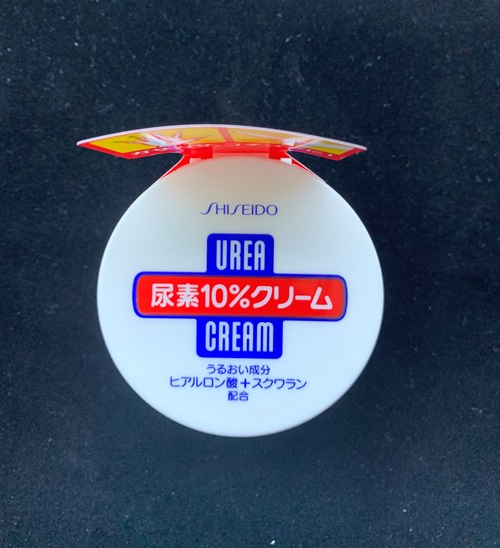 SHISEIDO
UREA
尿素10%クリーム
CREAM
うるおい成分
ヒアルロン酸+スクワラン
配合